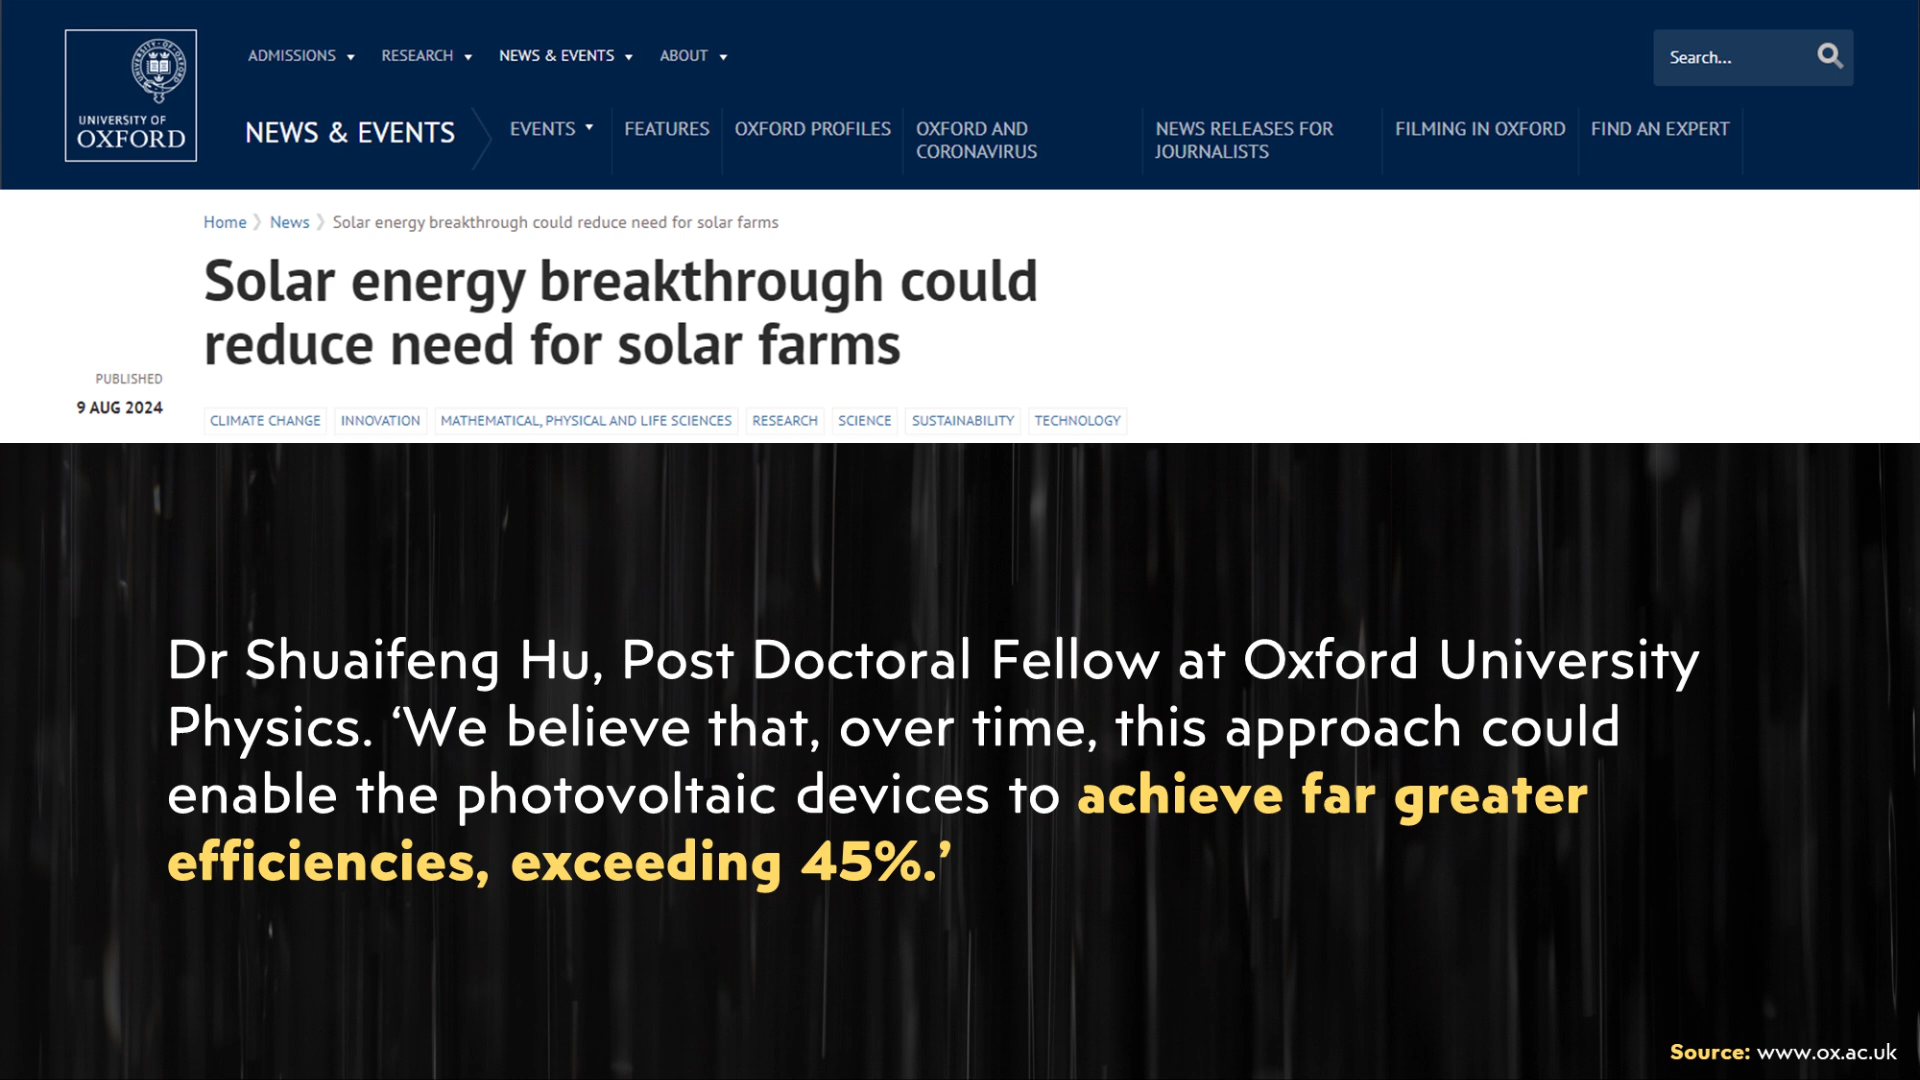 ADMISSIONS RESEARCH NEWS & EVENTS ABOUT
Search...
UNIVERSITY OF
OXFORD
NEWS & EVENTS
EVENTS
FEATURES
OXFORD PROFILES
OXFORD AND
CORONAVIRUS
NEWS RELEASES FOR
JOURNALISTS
FILMING IN OXFORD
FIND AN EXPERT
Home > News > Solar energy breakthrough could reduce need for solar farms
Solar energy breakthrough could
reduce need for solar farms
PUBLISHED
9 AUG 2024
CLIMATE CHANGE INNOVATION MATHEMATICAL, PHYSICAL AND LIFE SCIENCES RESEARCH SCIENCE SUSTAINABILITY TECHNOLOGY
Dr Shuaifeng Hu, Post Doctoral Fellow at Oxford University
Physics. ‘We believe that, over time, this approach could
enable the photovoltaic devices to achieve far greater
efficiencies, exceeding 45%.’
Source: www.ox.ac.uk